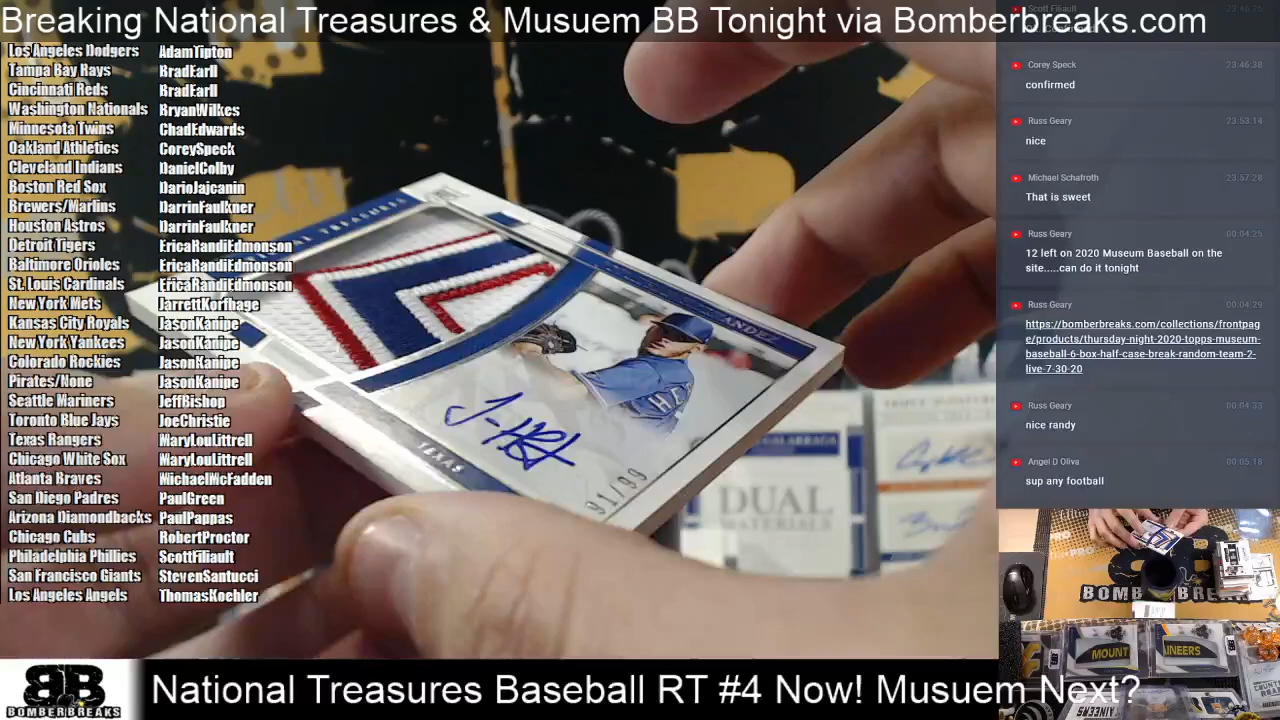 Breaking National Treasures & Musuem BB Tonight via Bomberbreaks.com
Los Angeles Dodgers AdamTipton
Tampa Bay Rays BradEarll
Cincinnati Reds BradEarll
Washington Nationals BryanWilkes
Minnesota Twins ChadEdwards
Oakland Athletics CoreySpeck
Cleveland Indians DanielColby
Boston Red Sox DarioJajcanin
Brewers/Marlins DarrinFaulkner
Houston Astros DarrinFaulkner
Detroit Tigers EricaRandiEdmonson
Baltimore Orioles EricaRandiEdmonson
St. Louis Cardinals EricaRandiEdmonson
New York Mets JarrettKorfhage
Kansas City Royals JasonKanipe
New York Yankees JasonKanipe
Colorado Rockies JasonKanipe
Pirates/None JasonKanipe
Seattle Mariners JeffBishop
Toronto Blue Jays JoeChristie
Texas Rangers MaryLouLittrell
Chicago White Sox MaryLouLittrell
Atlanta Braves MichaelMcFadden
San Diego Padres PaulGreen
Arizona Diamondbacks PaulPappas
Chicago Cubs RobertProctor
Philadelphia Phillies ScottFiliault
San Francisco Giants StevenSantucci
Los Angeles Angels ThomasKoehler
TREASURES
TEXAS
91/99
DUAL
MATERIALS
Scott Filiault 23:46:25
Corey Speck 23:46:38
confirmed
Russ Geary 23:53:14
nice
Michael Schafroth 23:57:28
That is sweet
Russ Geary 00:04:25
12 left on 2020 Museum Baseball on the
site.....can do it tonight
Russ Geary 00:04:29
https://bomberbreaks.com/collections/frontpag
e/products/thursday-night-2020-topps-museum-
baseball-6-box-half-case-break-random-team-2-
live-7-30-20
Russ Geary 00:04:33
nice randy
Angel D Oliva 00:05:18
sup any football
MOUNT AINEERS
BB
BOMBERBREAKS
National Treasures Baseball RT #4 Now! Musuem Next?